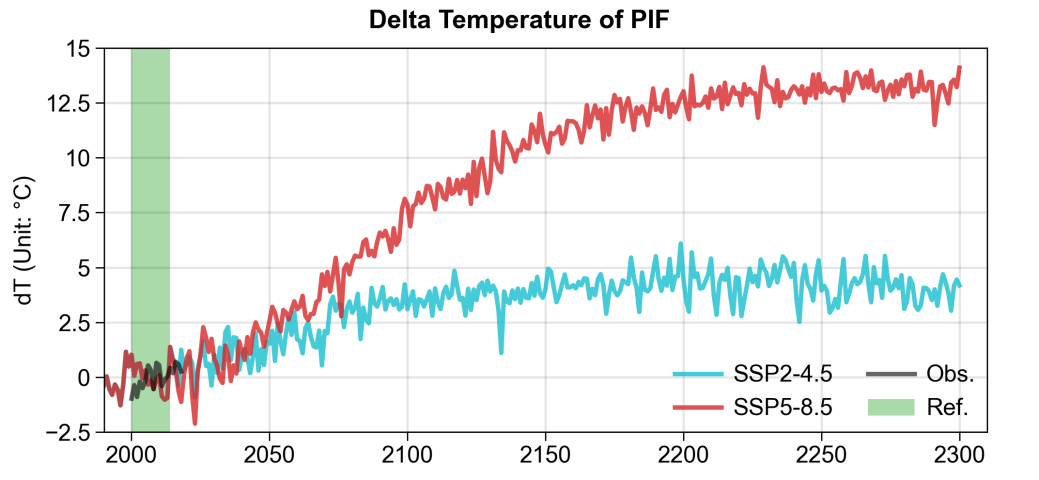 Delta Temperature of PIF
dT (Unit: °C)
15
12.5
10
7.5
5
2.5
0
−2.5
2000
2050
2100
2150
2200
2250
2300
SSP2-4.5
Obs.
SSP5-8.5
Ref.